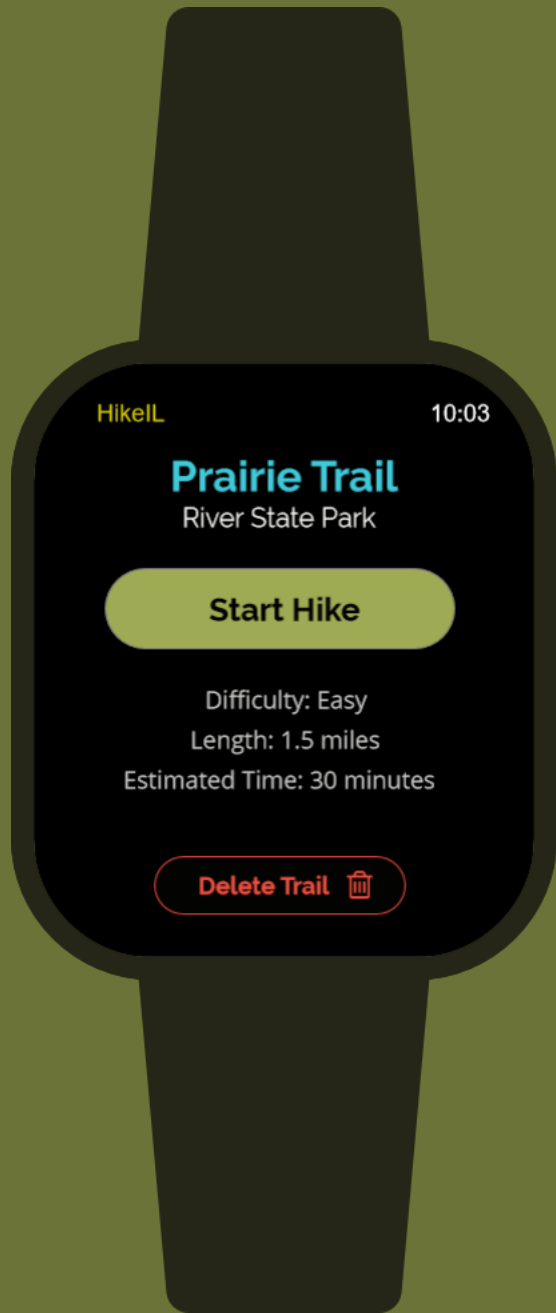 HikeIL
10:03
Prairie Trail
River State Park
Start Hike
Difficulty: Easy
Length: 1.5 miles
Estimated Time: 30 minutes
Delete Trail